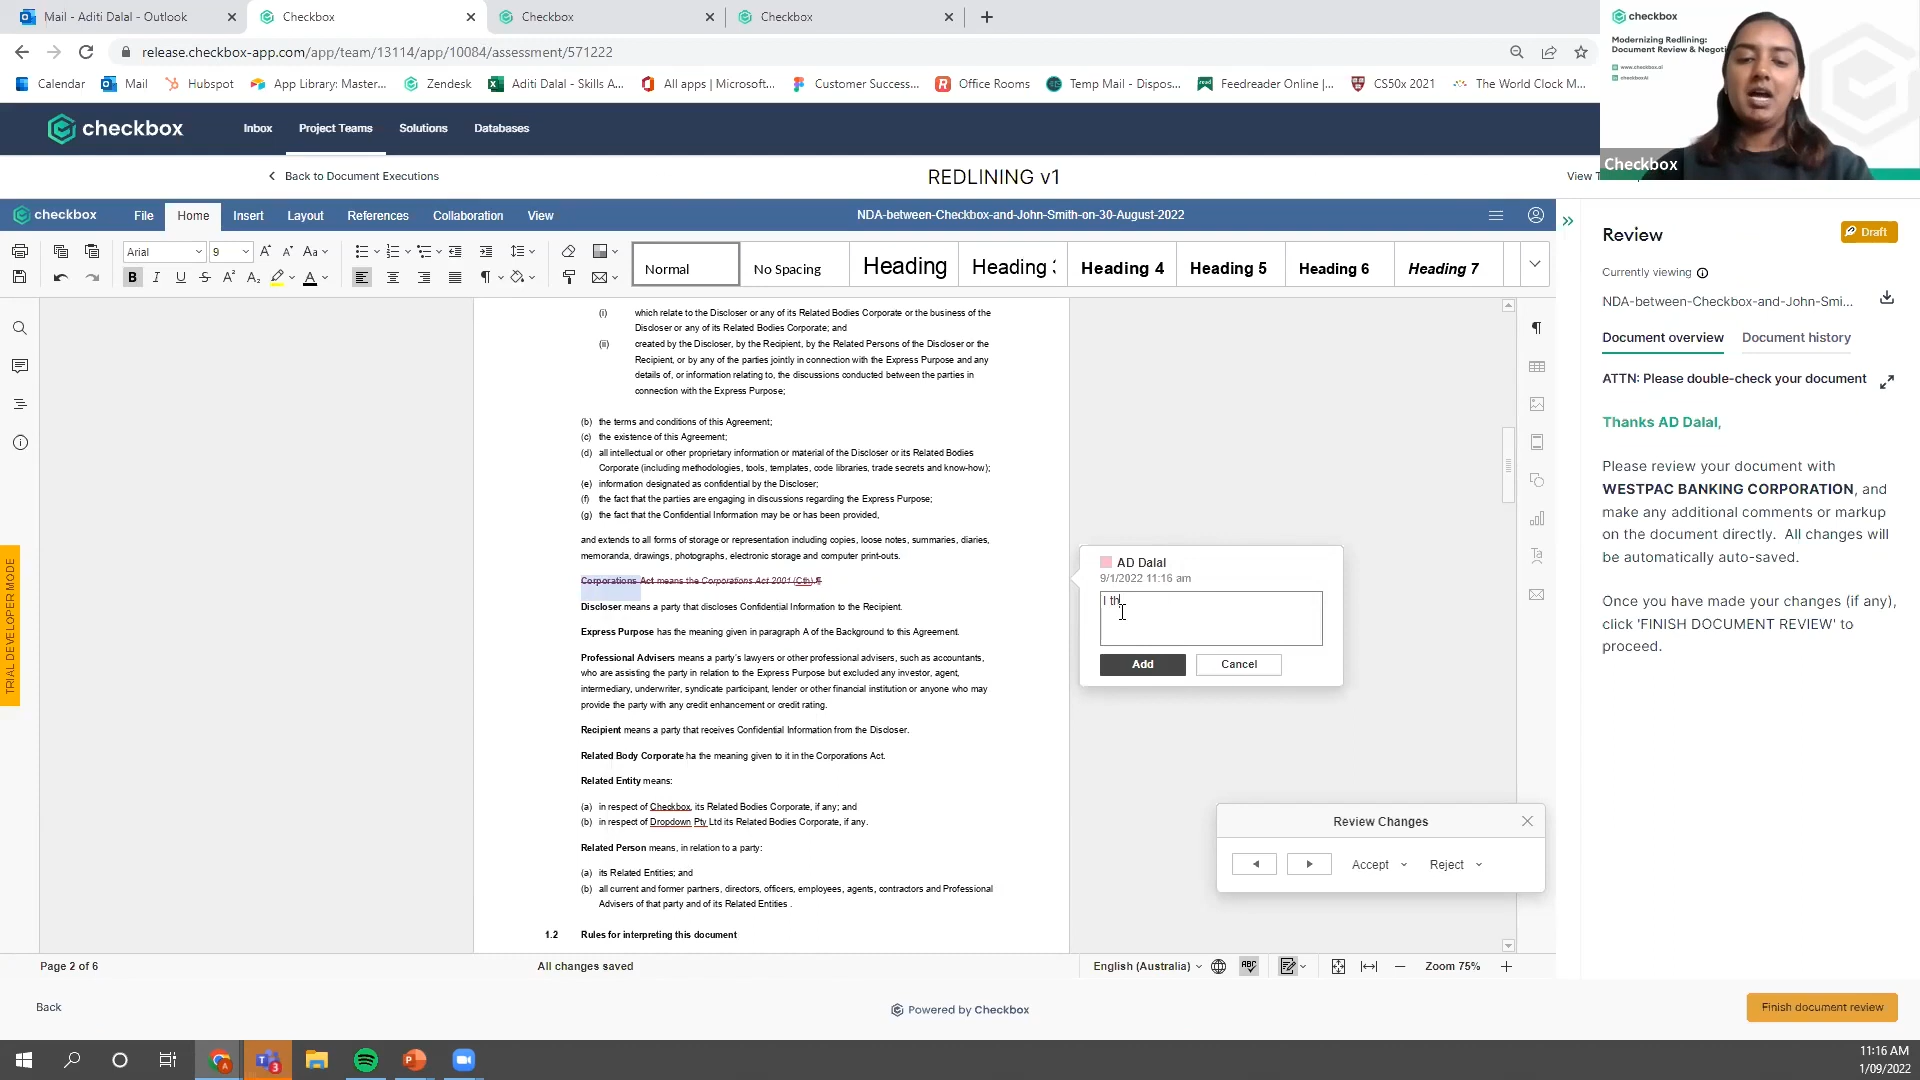 Mail - Aditi Dalal - Outlook
Checkbox
Checkbox
Checkbox
release.checkbox-app.com/app/team/13114/app/10084/assessment/571222
Calendar
Mail
Hubspot
App Library: Master...
Zendesk
Aditi Dalal - Skills A...
All apps | Microsoft...
Customer Success...
Office Rooms
Temp Mail - Dispos...
Feedreader Online |...
CS50x 2021
The World Clock M...
checkbox
Modernizing Redlining:
Document Review & Negoti
www.checkbox.ai
checkboxAI
Checkbox
checkbox
Inbox
Project Teams
Solutions
Databases
Back to Document Executions
REDLINING v1
View T
checkbox
File
Home
Insert
Layout
References
Collaboration
View
NDA-between-Checkbox-and-John-Smith-on-30-August-2022
Arial
9
Normal
No Spacing
Heading
Heading
Heading 4
Heading 5
Heading 6
Heading 7
(i) which relate to the Discloser or any of its Related Bodies Corporate or the business of the
Discloser or any of its Related Bodies Corporate; and
(ii) created by the Discloser, by the Recipient, by the Related Persons of the Discloser or the
Recipient, or by any of the parties jointly in connection with the Express Purpose and any
details of, or information relating to, the discussions conducted between the parties in
connection with the Express Purpose;
(b) the terms and conditions of this Agreement;
(c) the existence of this Agreement;
(d) all intellectual or other proprietary information or material of the Discloser or its Related Bodies
Corporate (including methodologies, tools, templates, code libraries, trade secrets and know-how);
(e) information designated as confidential by the Discloser;
(f) the fact that the parties are engaging in discussions regarding the Express Purpose;
(g) the fact that the Confidential Information may be or has been provided,
and extends to all forms of storage or representation including copies, loose notes, summaries, diaries,
memoranda, drawings, photographs, electronic storage and computer print-outs.
Corporations Act means the Corporations Act 2001 (Cth).¶
Discloser means a party that discloses Confidential Information to the Recipient.
Express Purpose has the meaning given in paragraph A of the Background to this Agreement.
Professional Advisers means a party's lawyers or other professional advisers, such as accountants,
who are assisting the party in relation to the Express Purpose but excluded any investor, agent,
intermediary, underwriter, syndicate participant, lender or other financial institution or anyone who may
provide the party with any credit enhancement or credit rating.
Recipient means a party that receives Confidential Information from the Discloser.
Related Body Corporate ha the meaning given to it in the Corporations Act.
Related Entity means:
(a) in respect of Checkbox, its Related Bodies Corporate, if any; and
(b) in respect of Dropdown Pty Ltd its Related Bodies Corporate, if any.
Related Person means, in relation to a party:
(a) its Related Entities; and
(b) all current and former partners, directors, officers, employees, agents, contractors and Professional
Advisers of that party and of its Related Entities .
1.2 Rules for interpreting this document
AD Dalal
9/1/2022 11:16 am
I th
Add
Cancel
Review Changes
Accept
Reject
TRIAL DEVELOPER MODE
Page 2 of 6
All changes saved
English (Australia)
ABC
Zoom 75%
Review
Draft
Currently viewing
NDA-between-Checkbox-and-John-Smi...
Document overview
Document history
ATTN: Please double-check your document
Thanks AD Dalal,
Please review your document with
WESTPAC BANKING CORPORATION, and
make any additional comments or markup
on the document directly. All changes will
be automatically auto-saved.
Once you have made your changes (if any),
click 'FINISH DOCUMENT REVIEW' to
proceed.
Back
Powered by Checkbox
Finish document review
11:16 AM
1/09/2022